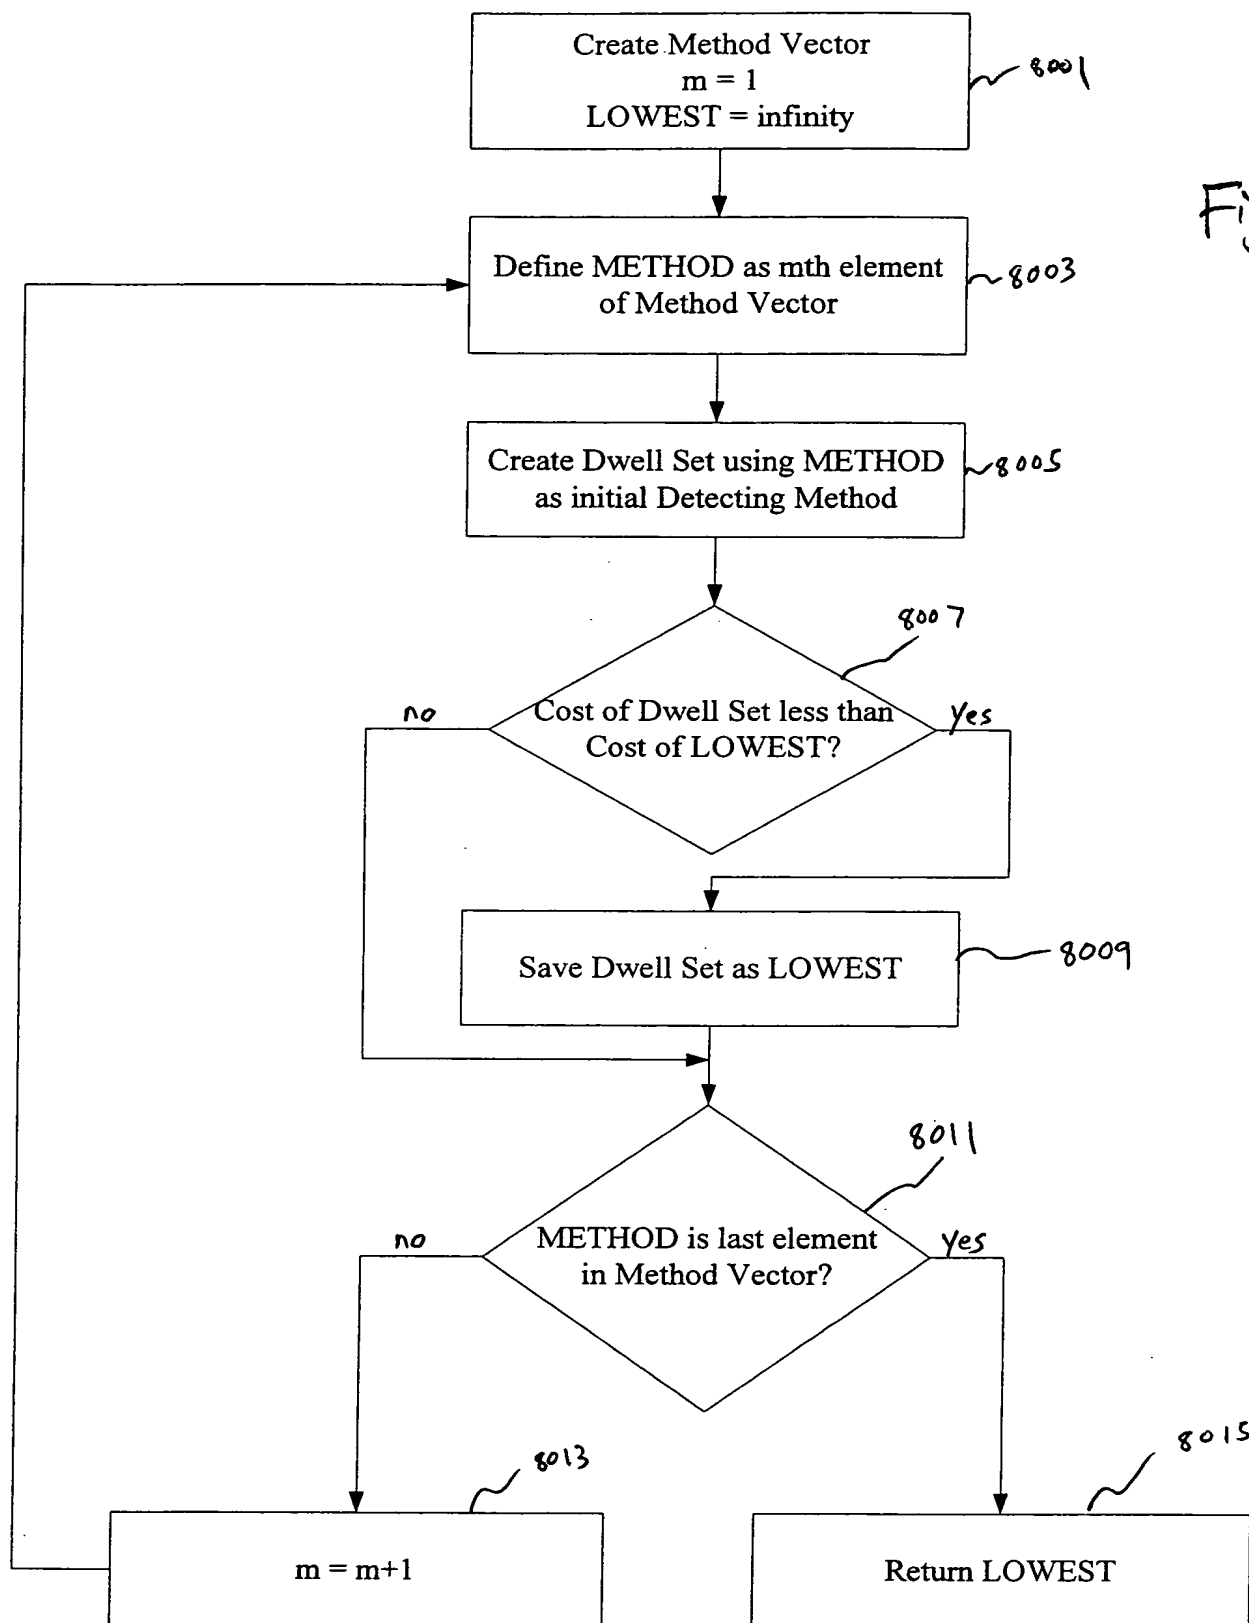 Create Method Vector
m = 1
LOWEST = infinity
8001
Define METHOD as mth element
of Method Vector
8003
Create Dwell Set using METHOD
as initial Detecting Method
8005
8007
no
Cost of Dwell Set less than
Cost of LOWEST?
yes
Save Dwell Set as LOWEST
8009
8011
no
METHOD is last element
in Method Vector?
yes
8013
8015
m = m+1
Return LOWEST